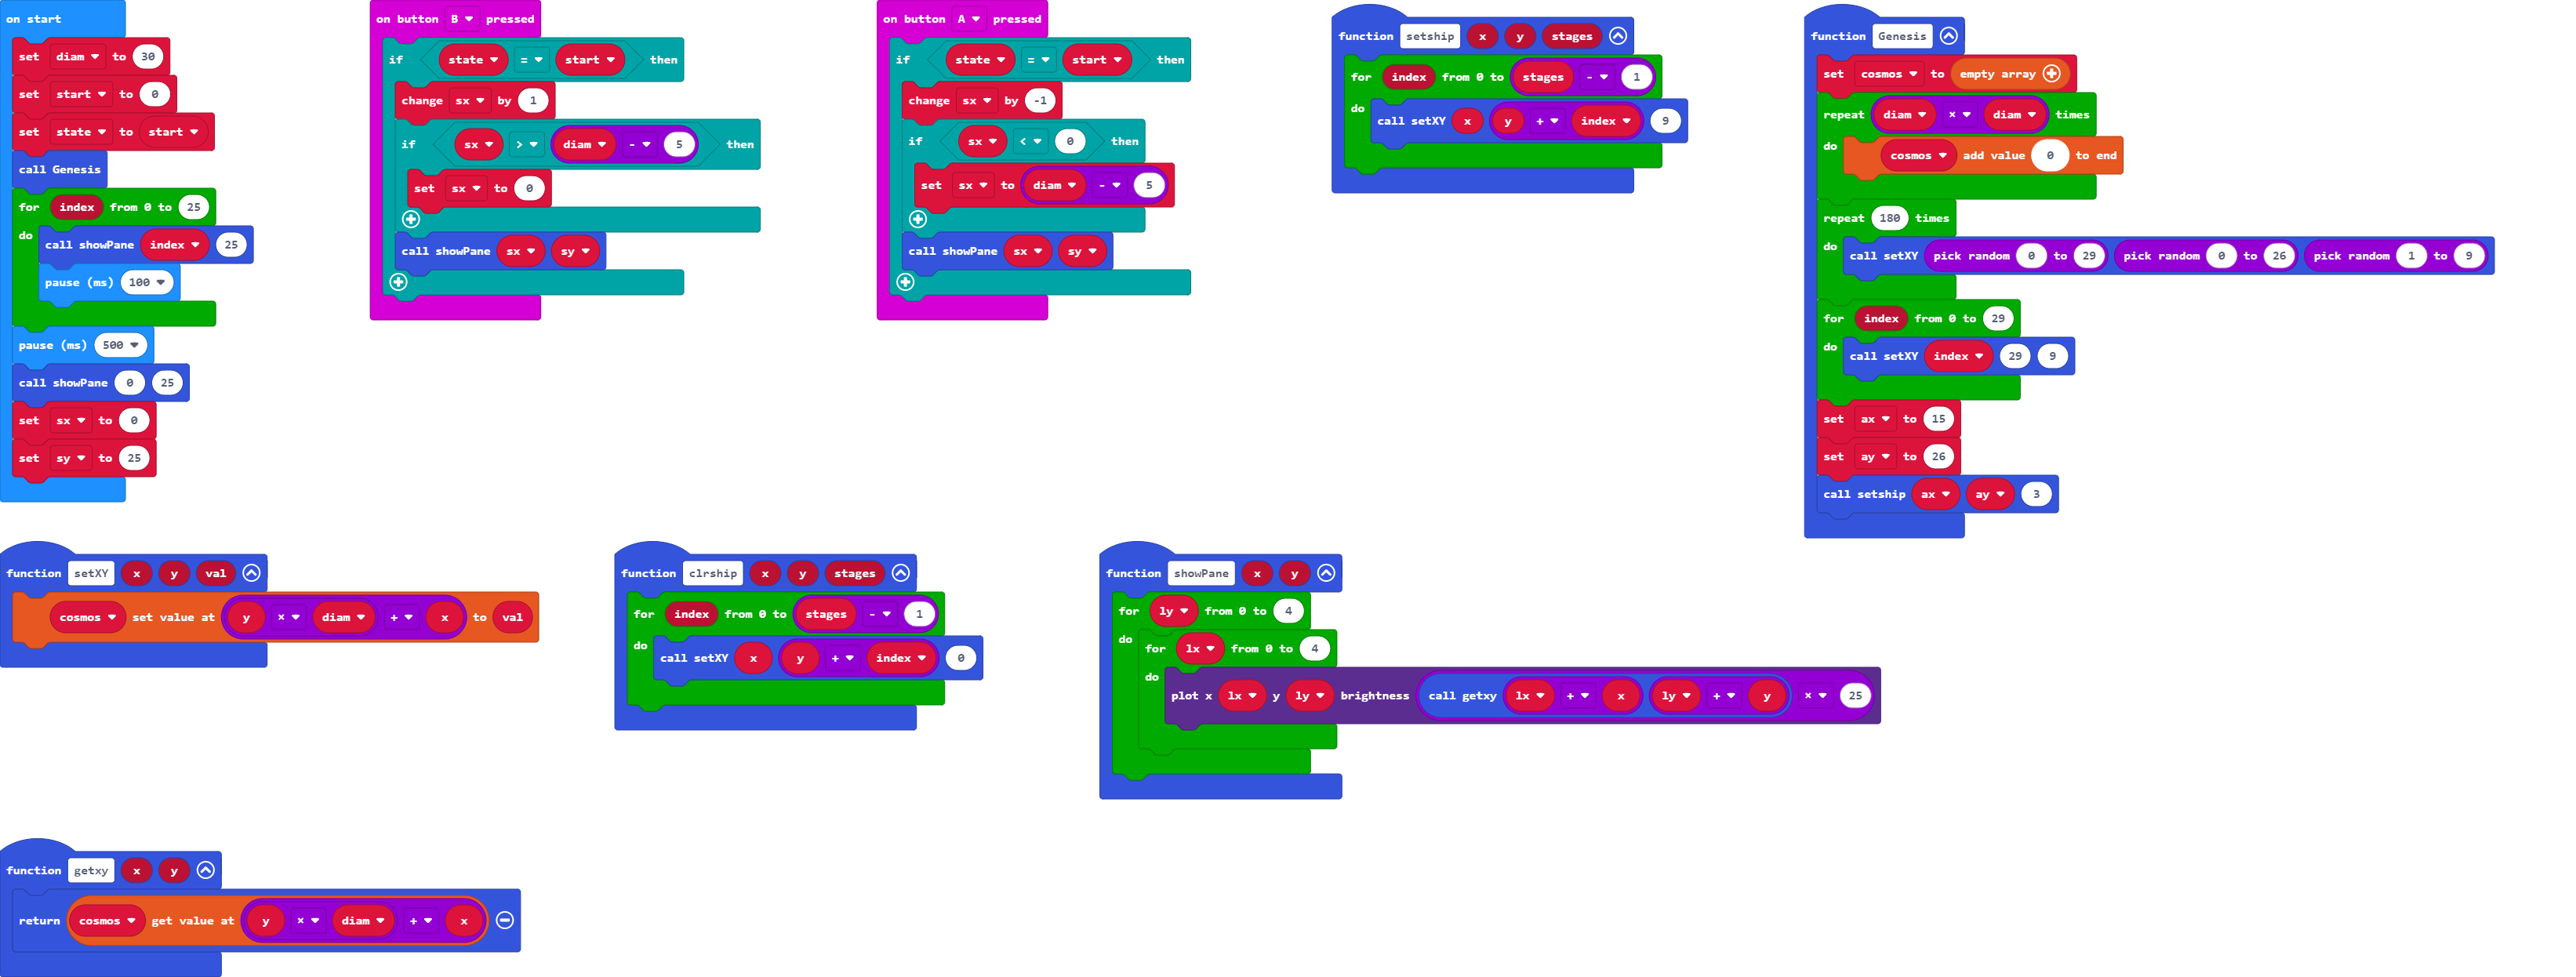 on start
set diam to 30
set start to 0
set state to start
call Genesis
for index from 0 to 25
do
call showPane index 25
pause (ms) 100
pause (ms) 500
call showPane 0 25
set sx to 0
set sy to 25
on button B pressed
if state = start then
change sx by 1
if sx > diam - 5 then
set sx to 0
call showPane sx sy
on button A pressed
if state = start then
change sx by -1
if sx < 0 then
set sx to diam - 5
call showPane sx sy
function setship x y stages
for index from 0 to stages - 1
do
call setXY x y + index 9
function Genesis
set cosmos to empty array
repeat diam × diam times
do
cosmos add value 0 to end
repeat 180 times
do
call setXY pick random 0 to 29 pick random 0 to 26 pick random 1 to 9
for index from 0 to 29
do
call setXY index 29 9
set ax to 15
set ay to 26
call setship ax ay 3
function setXY x y val
cosmos set value at y × diam + x to val
function clrship x y stages
for index from 0 to stages - 1
do
call setXY x y + index 0
function showPane x y
for ly from 0 to 4
do
for lx from 0 to 4
do
plot x lx y ly brightness call getxy lx + x ly + y × 25
function getxy x y
return cosmos get value at y × diam + x